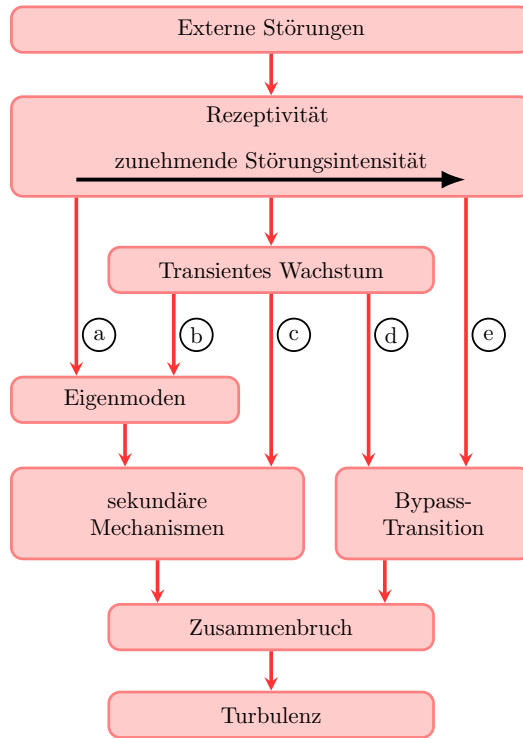 Externe Störungen
Rezeptivität
zunehmende Störungsintensität
Transientes Wachstum
a
b
c
d
e
Eigenmoden
sekundäre
Mechanismen
Bypass-
Transition
Zusammenbruch
Turbulenz